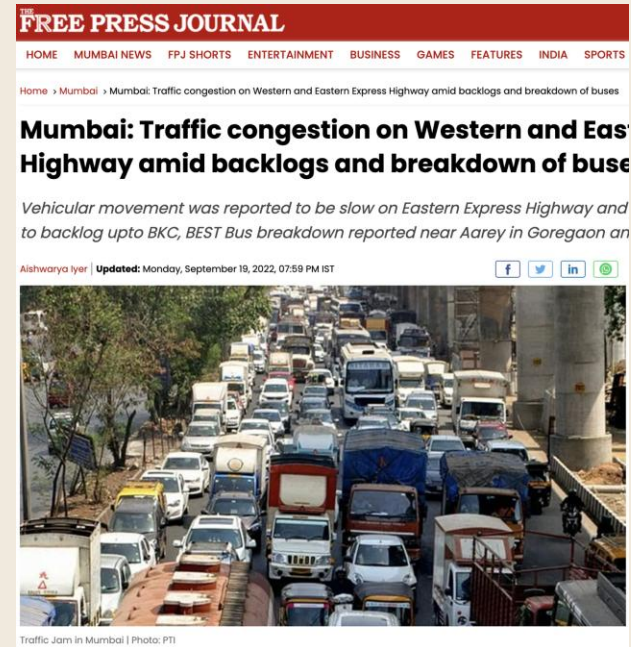 THE
FREE PRESS JOURNAL
HOME MUMBAI NEWS FPJ SHORTS ENTERTAINMENT BUSINESS GAMES FEATURES INDIA SPORTS
Home > Mumbai > Mumbai: Traffic congestion on Western and Eastern Express Highway amid backlogs and breakdown of buses
Mumbai: Traffic congestion on Western and Eas
Highway amid backlogs and breakdown of buse
Vehicular movement was reported to be slow on Eastern Express Highway and
to backlog upto BKC, BEST Bus breakdown reported near Aarey in Goregaon an
Aishwarya Iyer | Updated: Monday, September 19, 2022, 07:59 PM IST
Traffic Jam in Mumbai | Photo: PTI